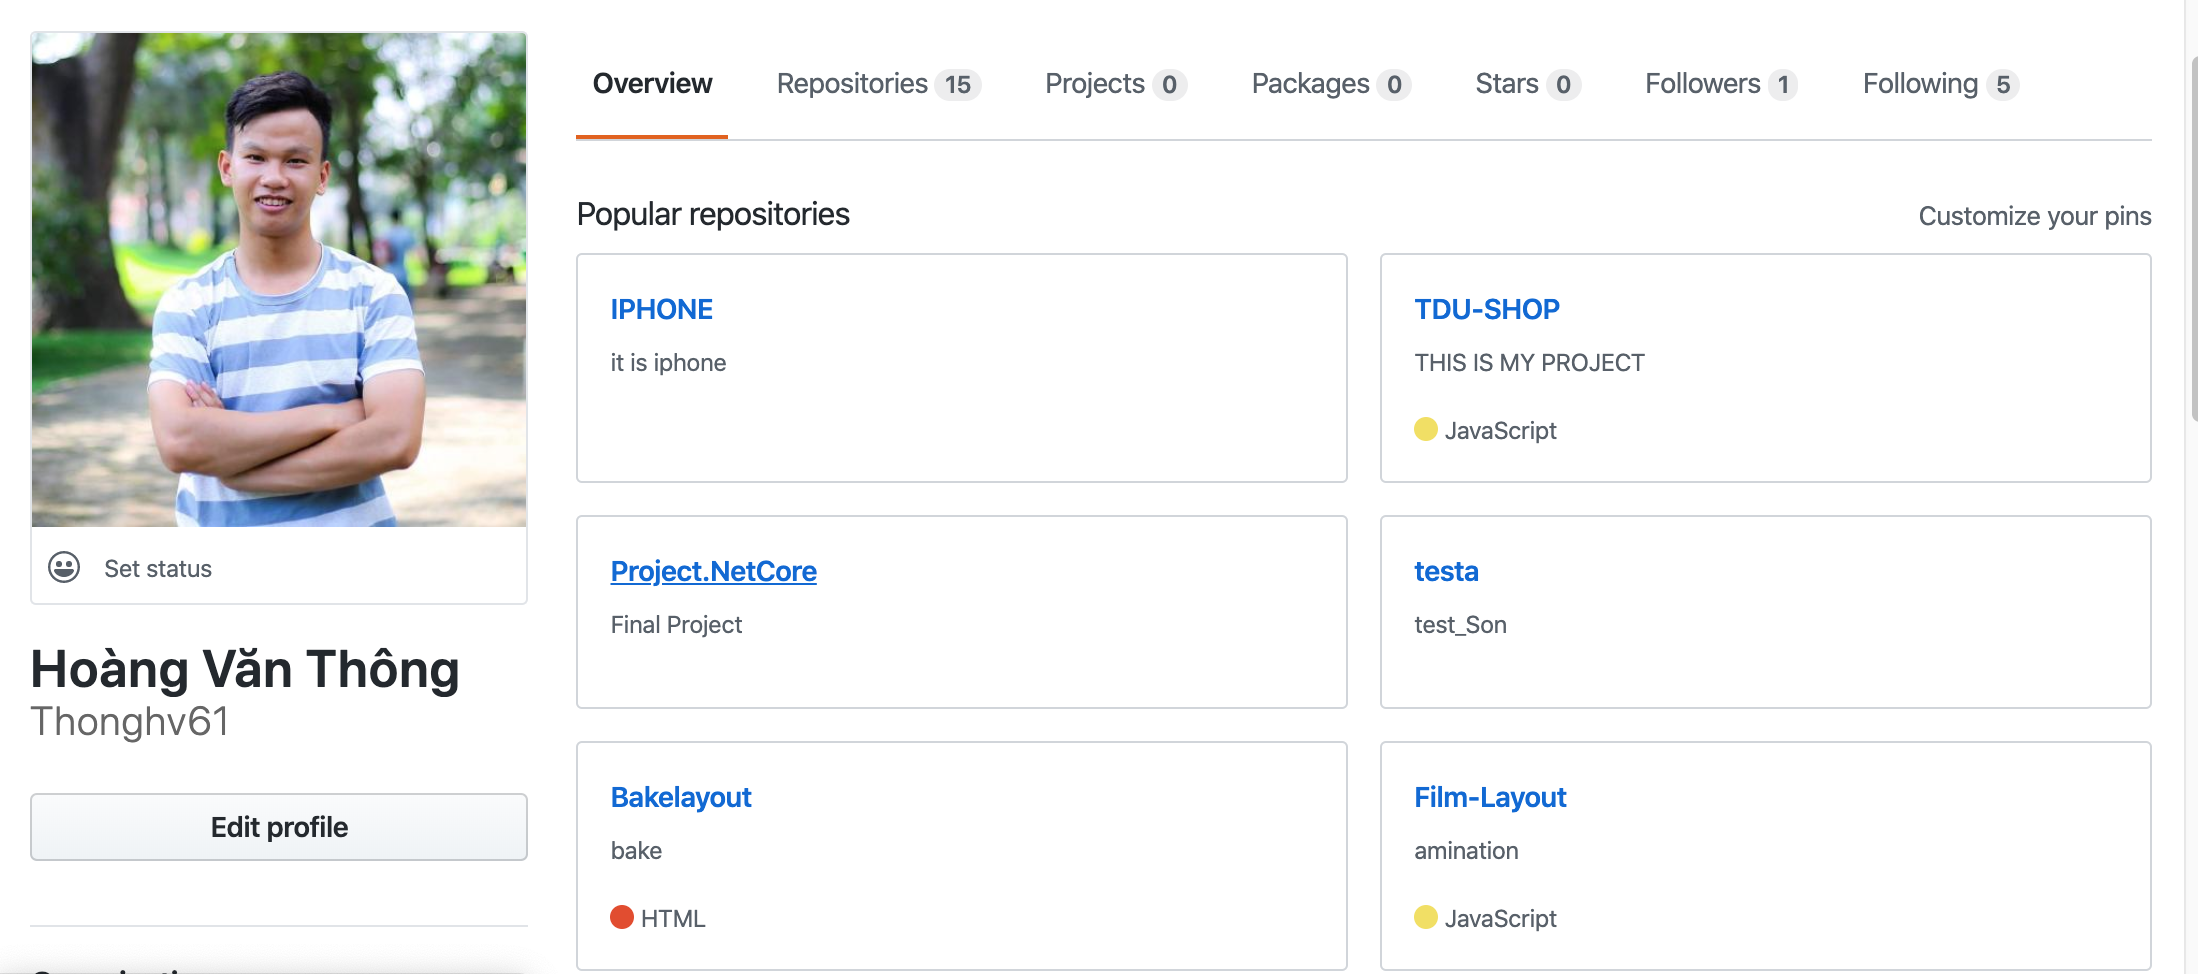 Overview Repositories 15 Projects 0 Packages 0 Stars 0 Followers 1 Following 5
Popular repositories
Customize your pins
IPHONE
it is iphone
TDU-SHOP
THIS IS MY PROJECT
JavaScript
Project.NetCore
Final Project
testa
test_Son
Bakelayout
bake
HTML
Film-Layout
amination
JavaScript
Set status
Hoàng Văn Thông
Thonghv61
Edit profile